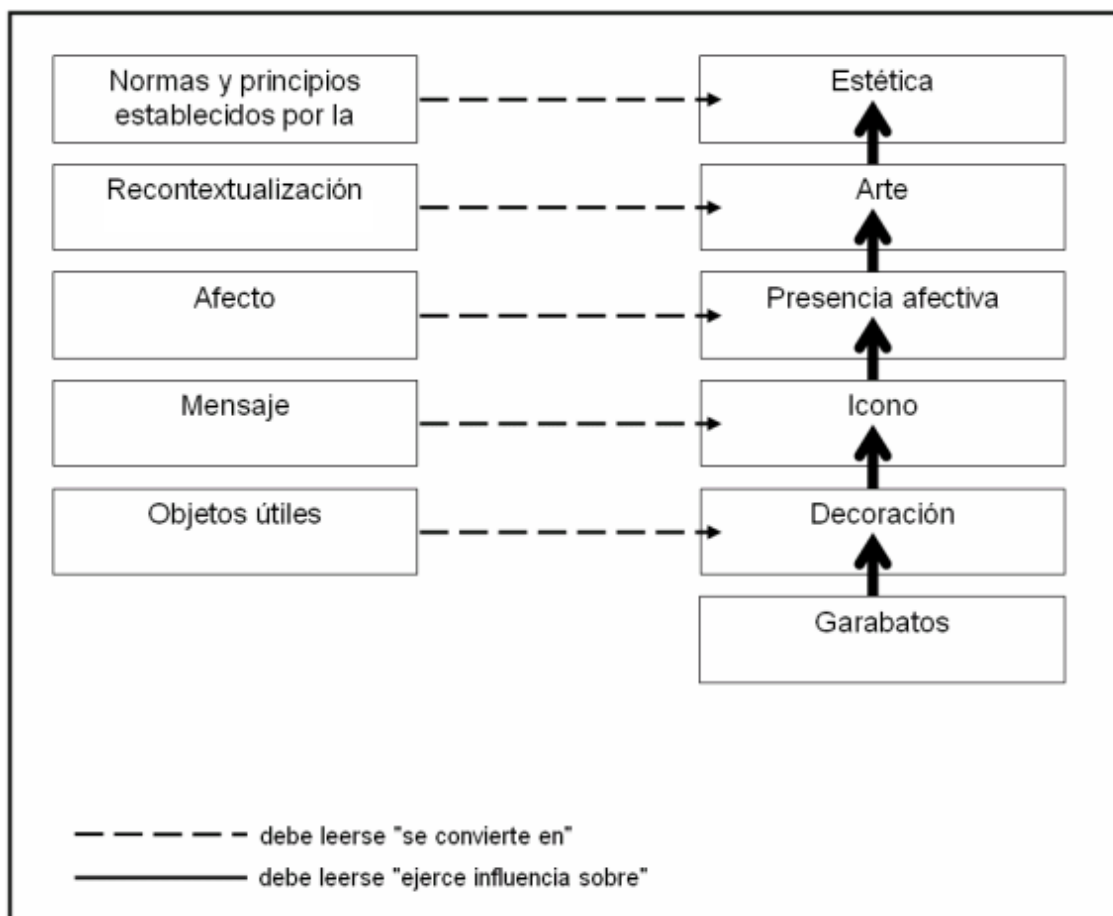 Normas y principios
establecidos por la
Estética
Recontextualización
Arte
Afecto
Presencia afectiva
Mensaje
Icono
Objetos útiles
Decoración
Garabatos
debe leerse "se convierte en"
debe leerse "ejerce influencia sobre"